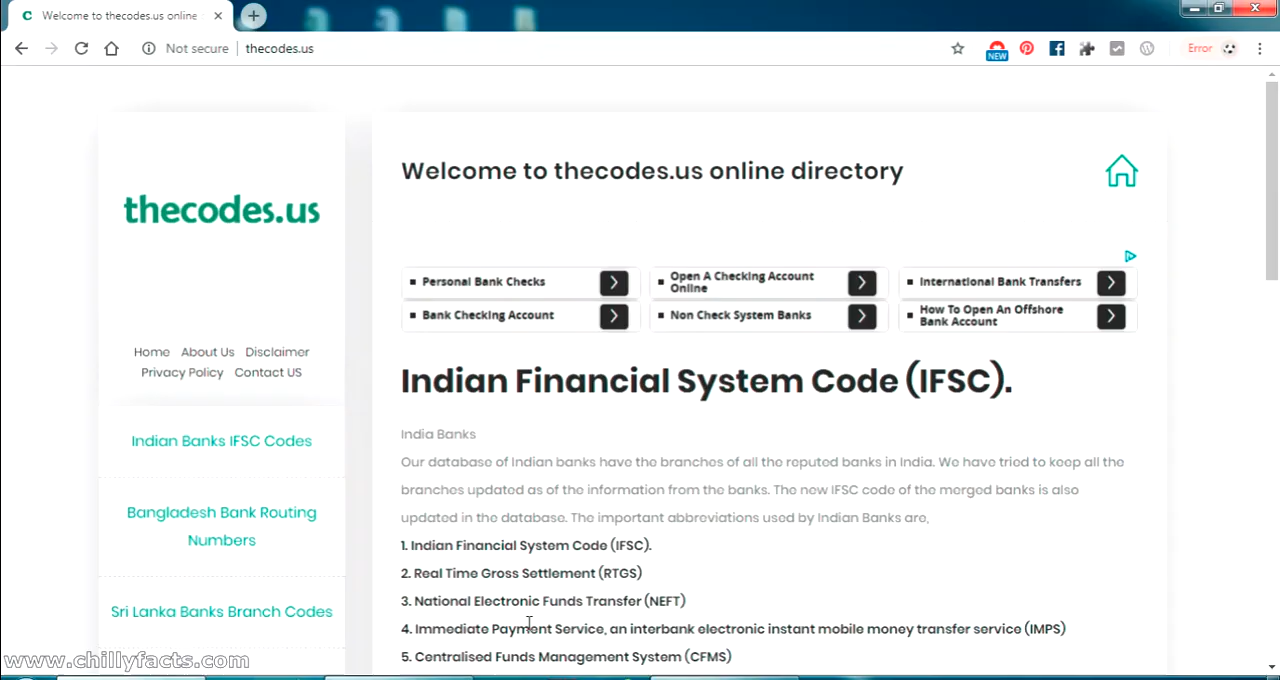 Welcome to thecodes.us online
Not secure
thecodes.us
NEW
Error
thecodes.us
Home About Us Disclaimer
Privacy Policy Contact US
Indian Banks IFSC Codes
Bangladesh Bank Routing
Numbers
Sri Lanka Banks Branch Codes
Welcome to thecodes.us online directory
Personal Bank Checks
Open A Checking Account
Online
International Bank Transfers
Bank Checking Account
Non Check System Banks
How To Open An Offshore
Bank Account
Indian Financial System Code (IFSC).
India Banks
Our database of Indian banks have the branches of all the reputed banks in India. We have tried to keep all the
branches updated as of the information from the banks. The new IFSC code of the merged banks is also
updated in the database. The important abbreviations used by Indian Banks are,
1. Indian Financial System Code (IFSC).
2. Real Time Gross Settlement (RTGS)
3. National Electronic Funds Transfer (NEFT)
4. Immediate Payment Service, an interbank electronic instant mobile money transfer service (IMPS)
5. Centralised Funds Management System (CFMS)
www.chillyfacts.com